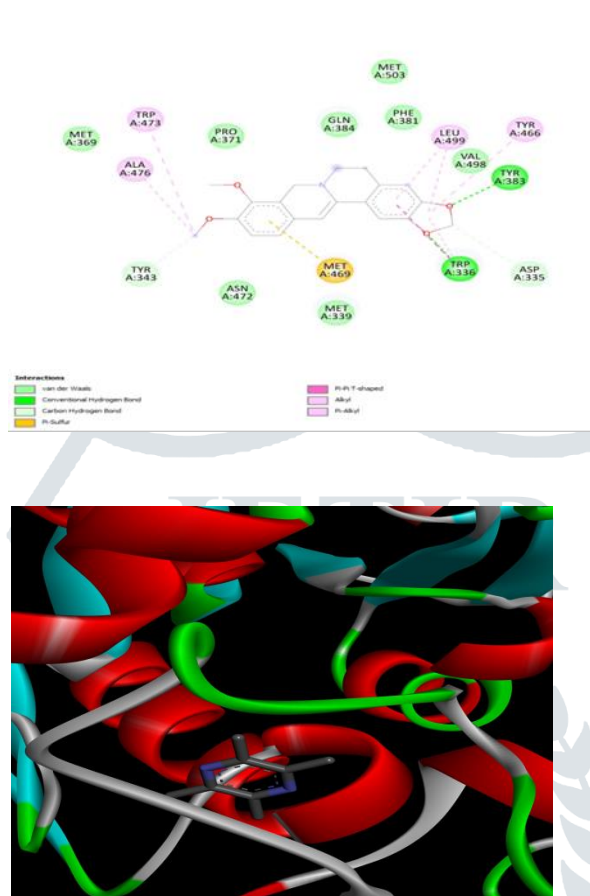 MET
A:503
TRP
A:473
GLN
A:384
PHE
A:381
TYR
A:466
MET
A:369
PRO
A:371
LEU
A:499
VAL
A:498
ALA
A:476
TYR
A:383
TYR
A:343
MET
A:469
TRP
A:336
ASP
A:335
ASN
A:472
MET
A:339
Interactions
van der Waals
Conventional Hydrogen Bond
Carbon Hydrogen Bond
Pi-Sulfur
Pi-Pi T-shaped
Alkyl
Pi-Alkyl